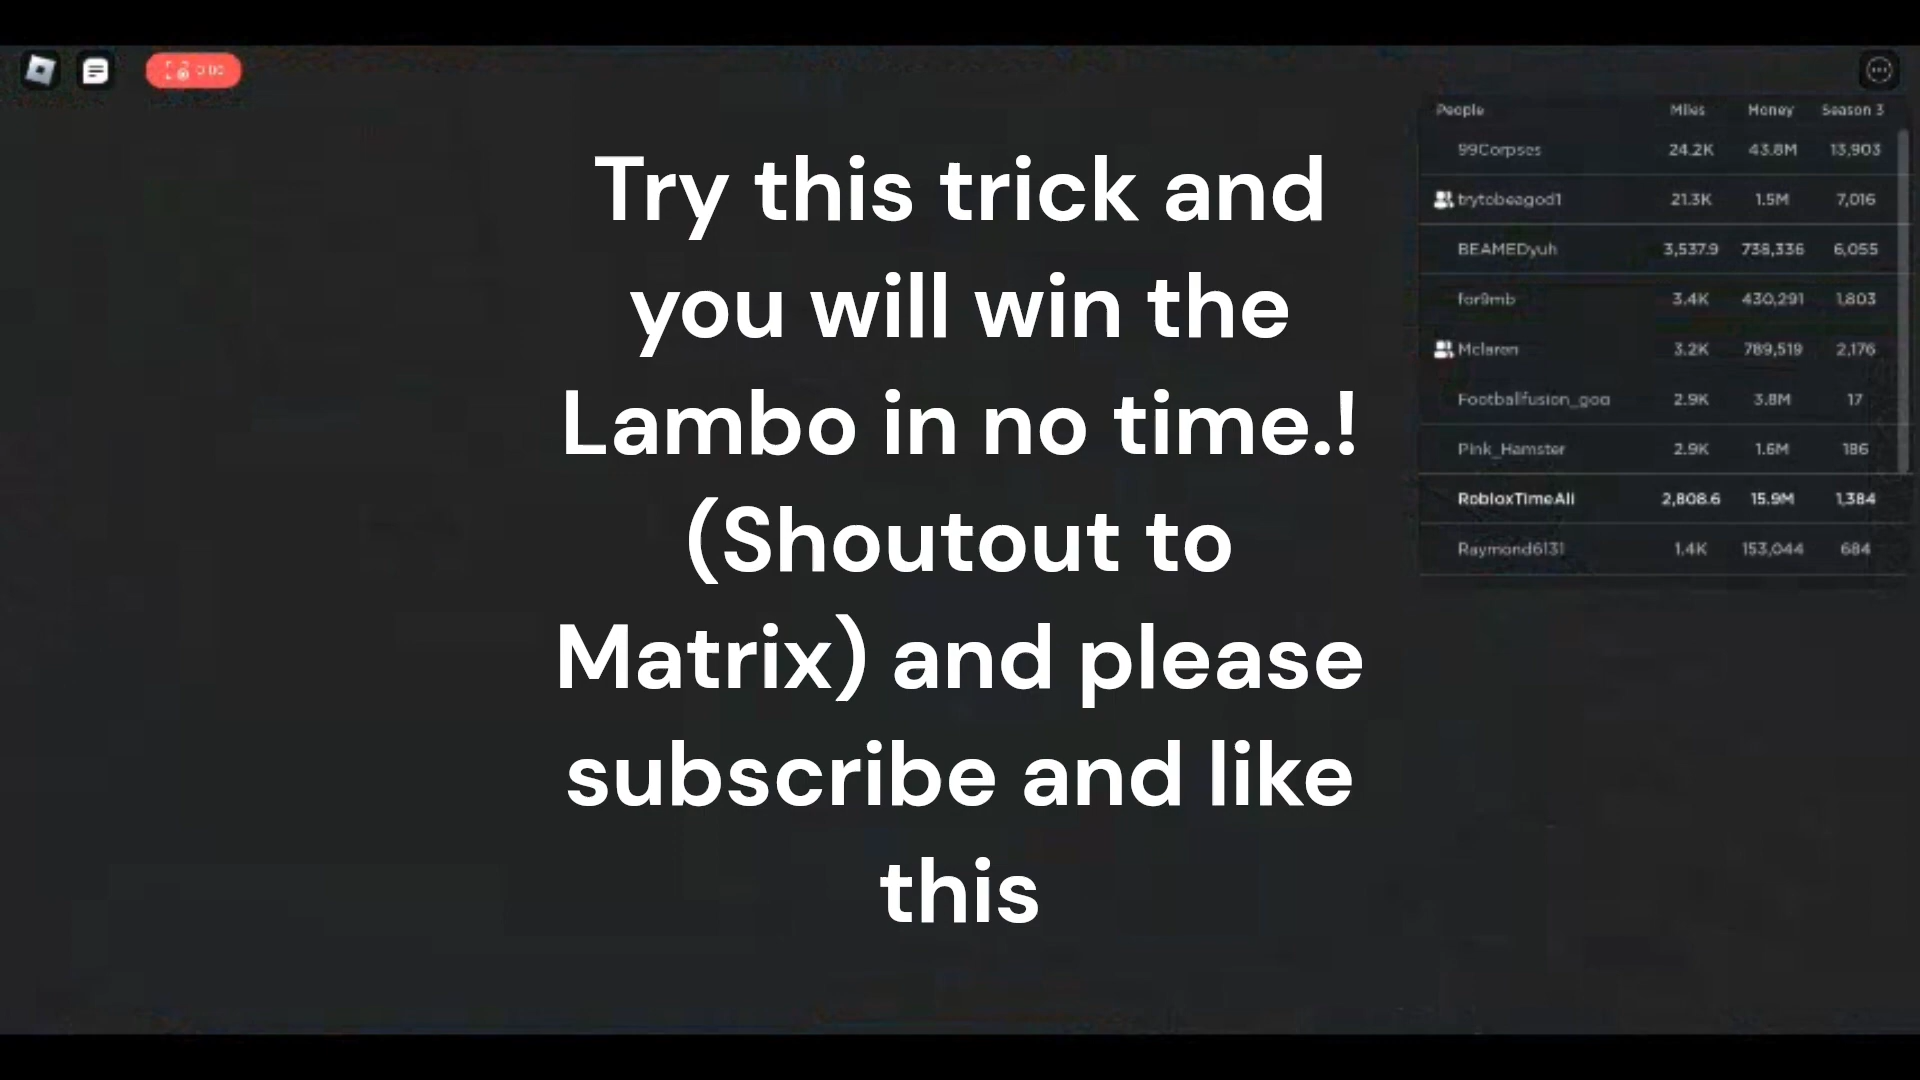 0:00
People Miles Money Season 3
99Corpses 24.2K 43.8M 13,903
trytobeagod1 21.3K 1.5M 7,016
BEAMEDyuh 3,537.9 738,336 6,055
for9mb 3.4K 430,291 1,803
Mclaren 3.2K 789,519 2,176
Footballfusion_goa 2.9K 3.8M 17
Pink_Hamster 2.9K 1.6M 186
RobloxTimeAli 2,808.6 15.9M 1,384
Raymond6131 1.4K 153,044 684
Try this trick and
you will win the
Lambo in no time.!
(Shoutout to
Matrix) and please
subscribe and like
this